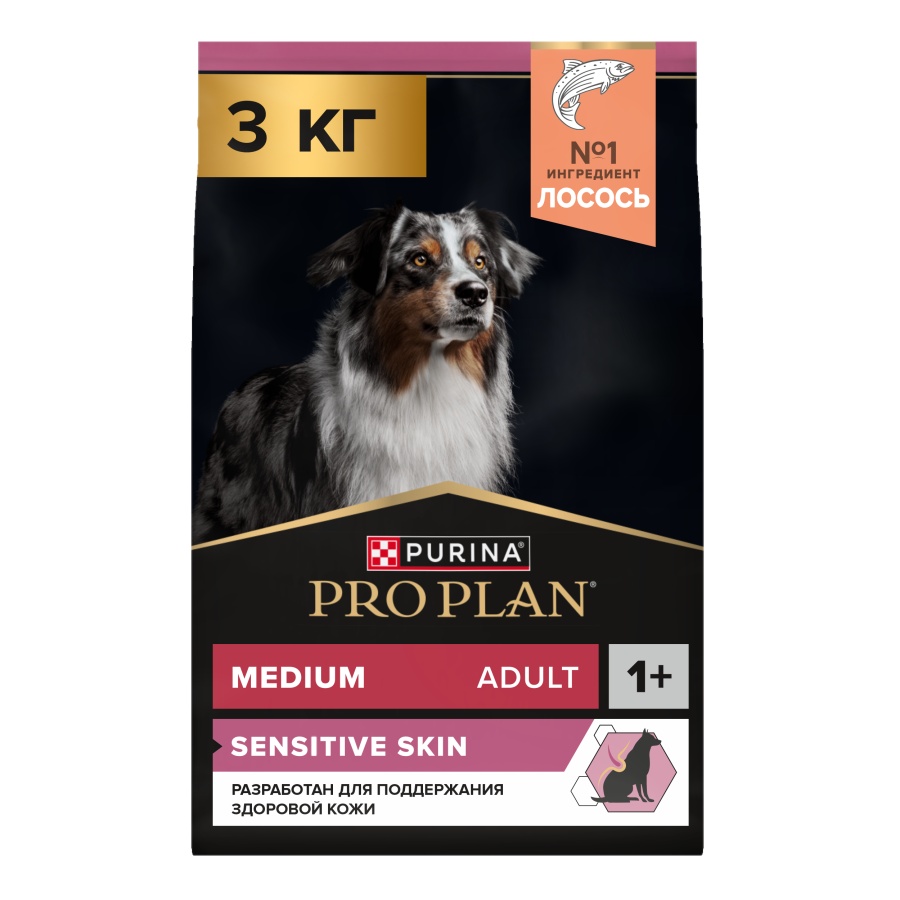 3 КГ
№1
ИНГРЕДИЕНТ
ЛОСОСЬ
PURINA®
PRO PLAN®
MEDIUM ADULT 1+
SENSITIVE SKIN
РАЗРАБОТАН ДЛЯ ПОДДЕРЖАНИЯ
ЗДОРОВОЙ КОЖИ